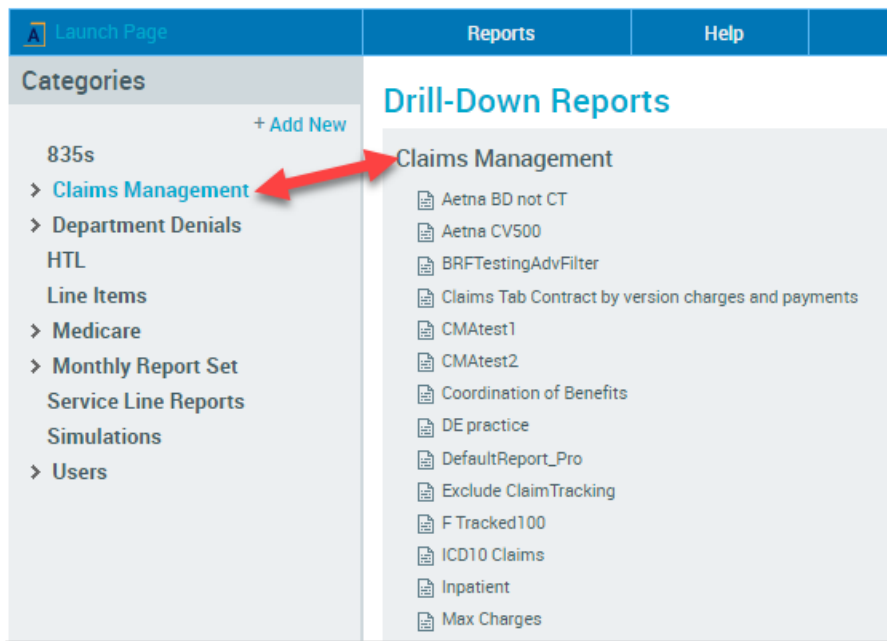 A Launch Page
Reports
Help
Categories
+ Add New
835s
Claims Management
Department Denials
HTL
Line Items
Medicare
Monthly Report Set
Service Line Reports
Simulations
Users
Drill-Down Reports
Claims Management
Aetna BD not CT
Aetna CV500
BRFTestingAdvFilter
Claims Tab Contract by version charges and payments
CMAtest1
CMAtest2
Coordination of Benefits
DE practice
DefaultReport_Pro
Exclude ClaimTracking
F Tracked100
ICD10 Claims
Inpatient
Max Charges